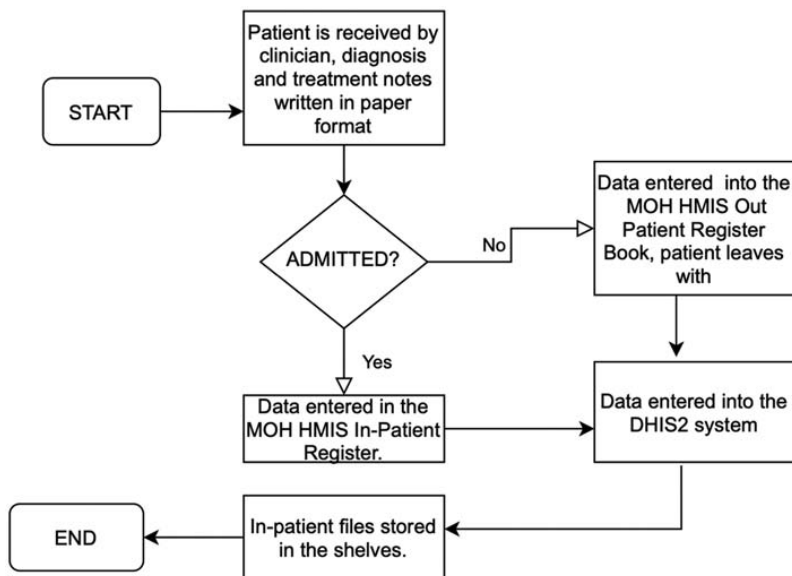 START
Patient is received by
clinician, diagnosis
and treatment notes
written in paper
format
ADMITTED?
No
Data entered into the
MOH HMIS Out
Patient Register
Book, patient leaves
with
Yes
Data entered in the
MOH HMIS In-Patient
Register.
Data entered into the
DHIS2 system
In-patient files stored
in the shelves.
END